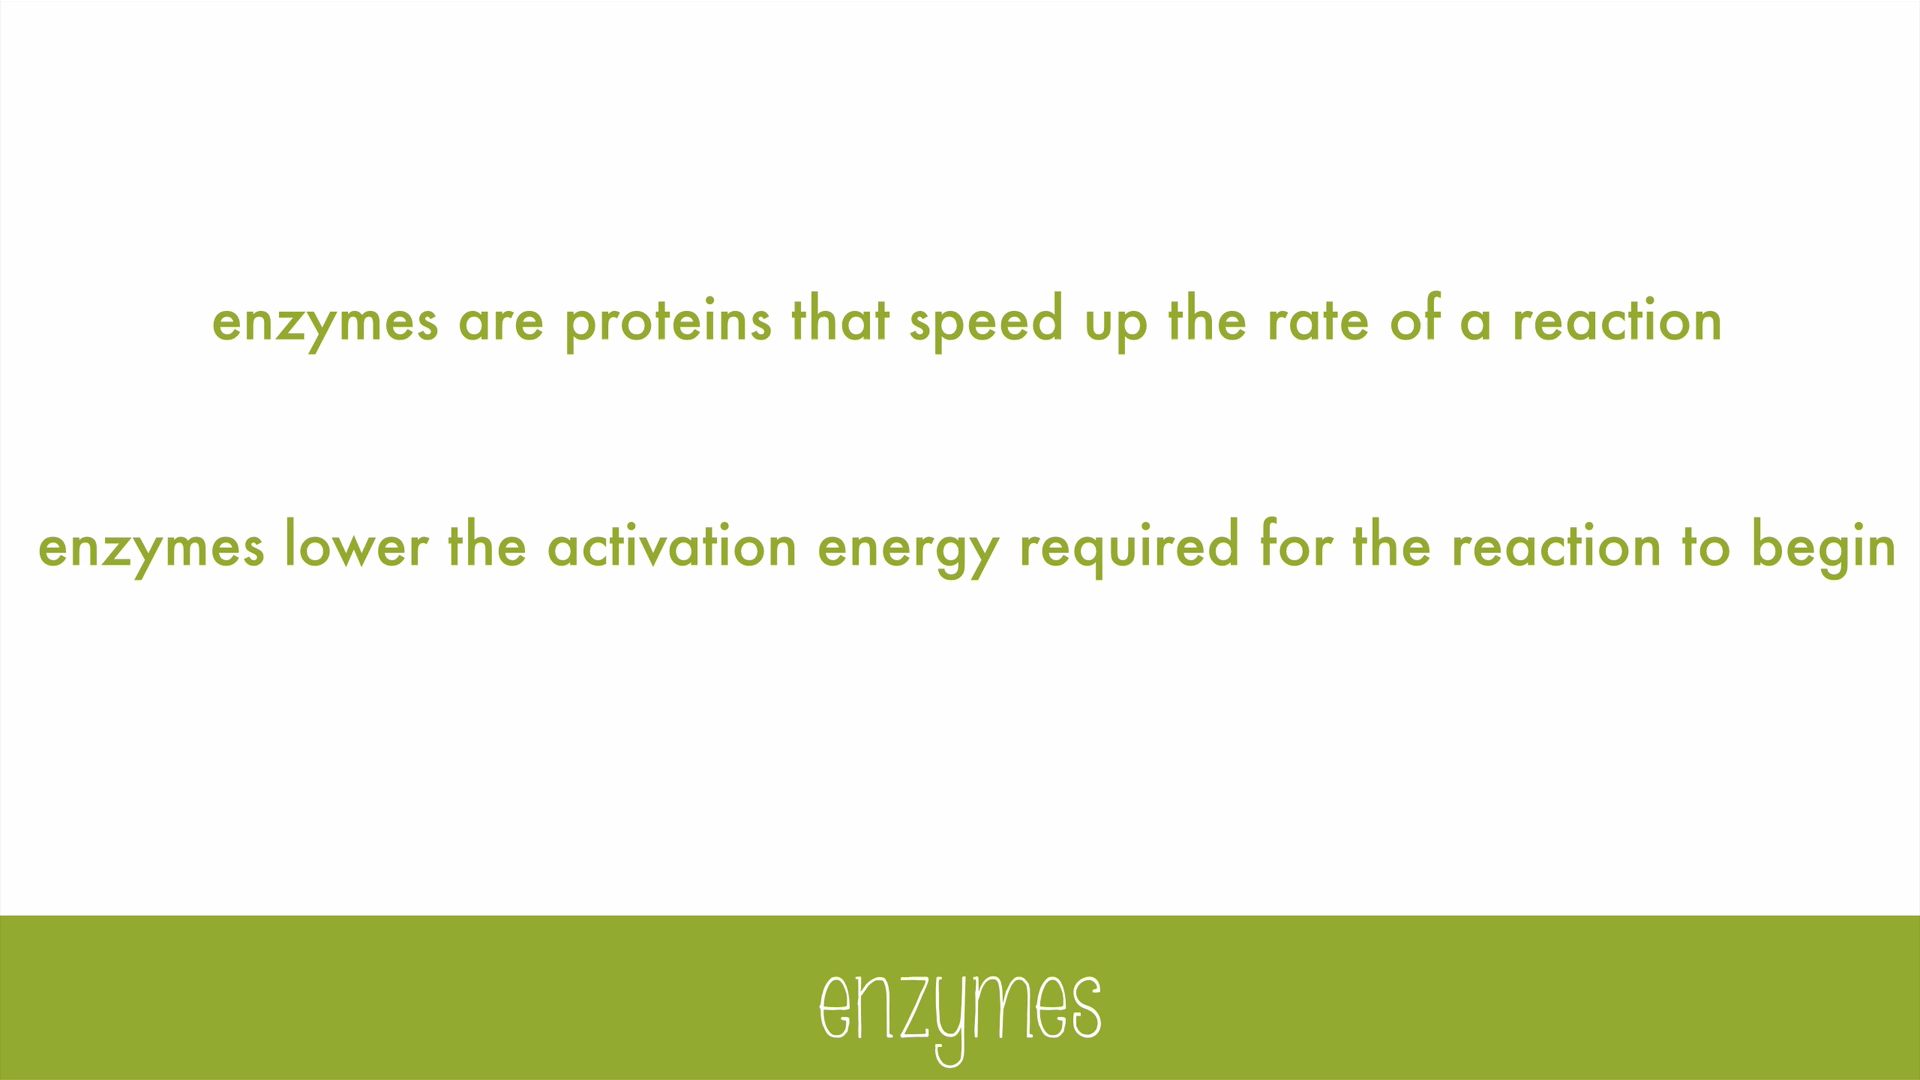 enzymes are proteins that speed up the rate of a reaction
enzymes lower the activation energy required for the reaction to begin
enzymes